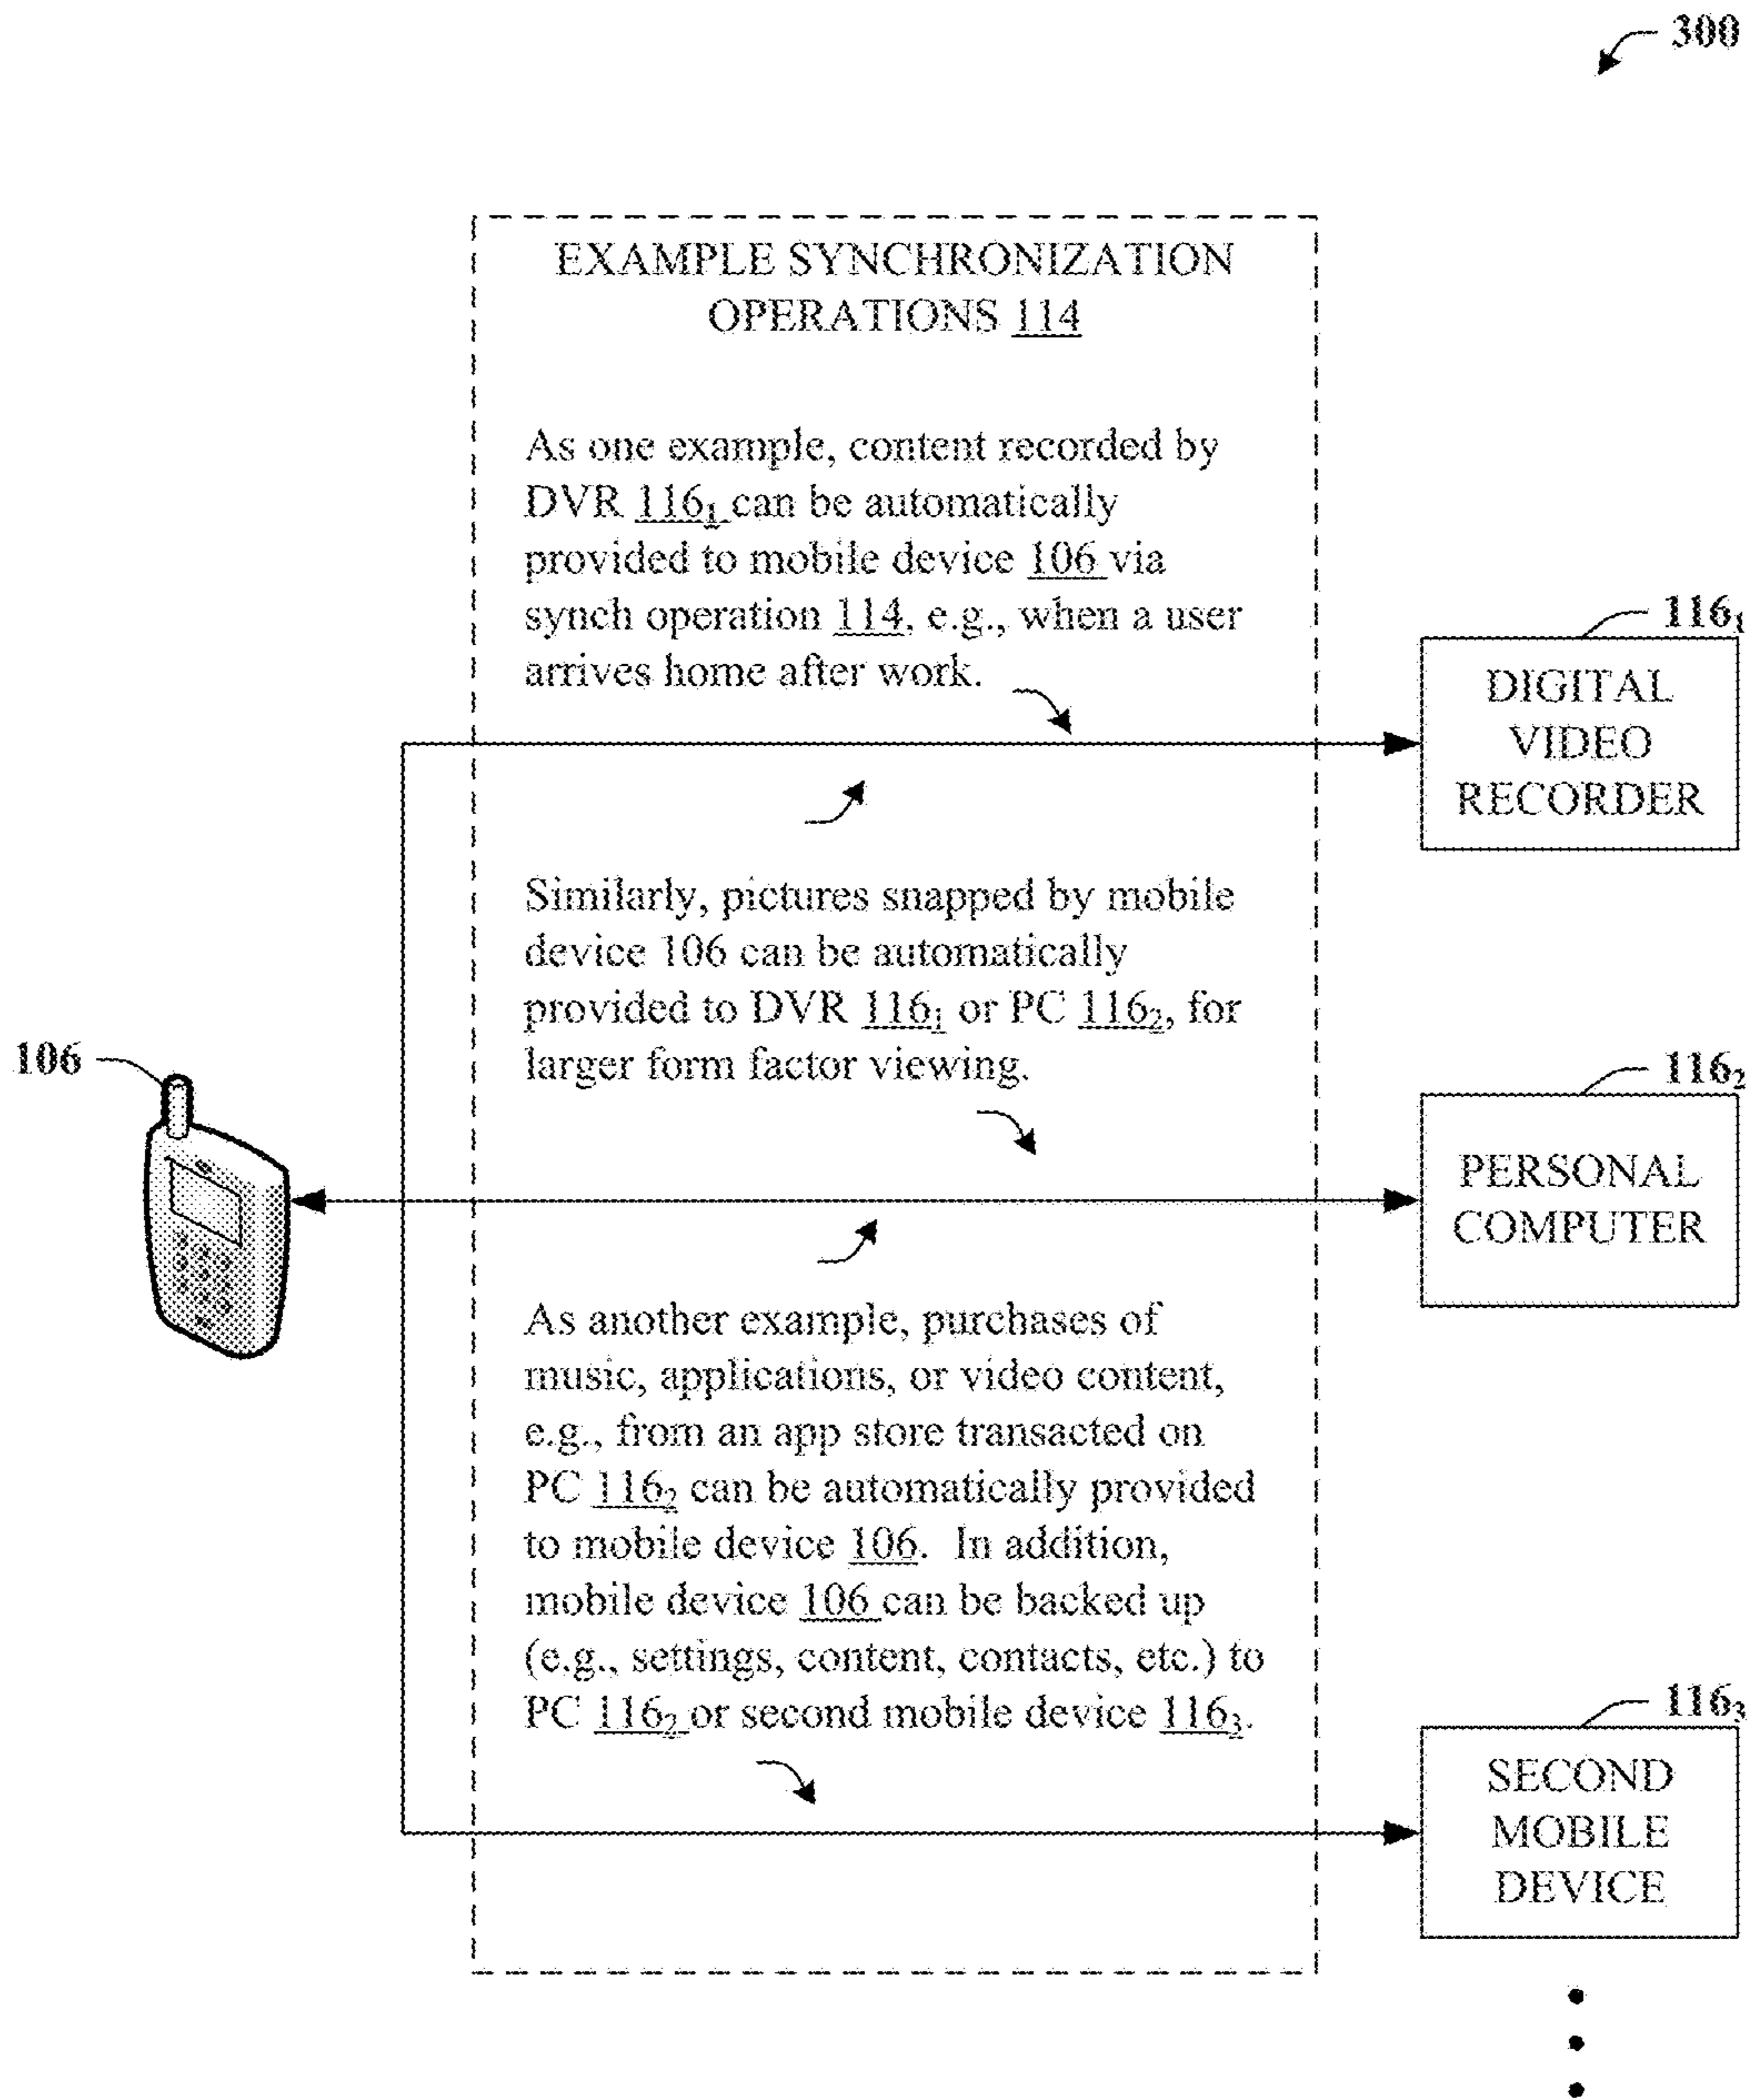 300
EXAMPLE SYNCHRONIZATION
OPERATIONS 114
As one example, content recorded by
DVR 116₁ can be automatically
provided to mobile device 106 via
synch operation 114, e.g., when a user
arrives home after work.
116₁
DIGITAL
VIDEO
RECORDER
Similarly, pictures snapped by mobile
device 106 can be automatically
provided to DVR 116₁ or PC 116₂, for
larger form factor viewing.
106
116₂
PERSONAL
COMPUTER
As another example, purchases of
music, applications, or video content,
e.g., from an app store transacted on
PC 116₂ can be automatically provided
to mobile device 106. In addition,
mobile device 106 can be backed up
(e.g., settings, content, contacts, etc.) to
PC 116₂ or second mobile device 116₃.
116₃
SECOND
MOBILE
DEVICE